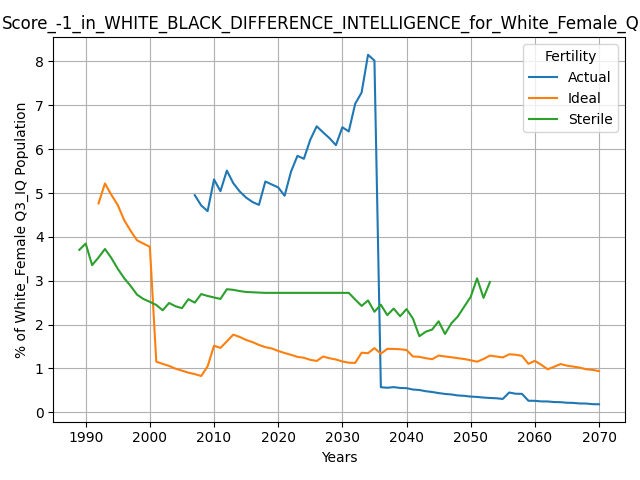 Score_-1_in_WHITE_BLACK_DIFFERENCE_INTELLIGENCE_for_White_Female_Q
Fertility
Actual
Ideal
Sterile
% of White_Female Q3_IQ Population
8
7
6
5
4
3
2
1
0
1990 2000 2010 2020 2030 2040 2050 2060 2070
Years